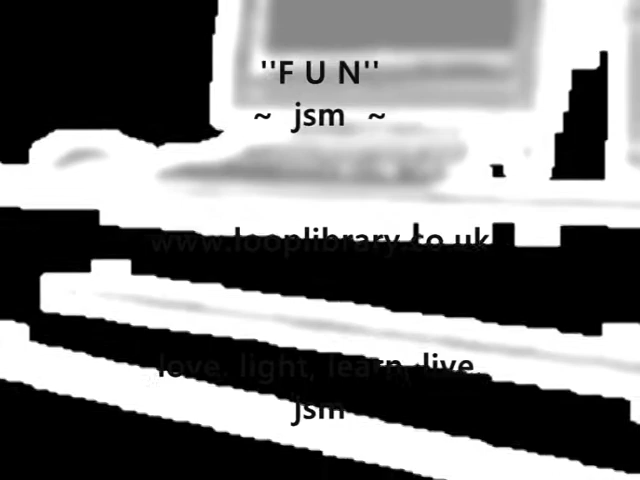 ''F U N''
~ jsm ~
www.looplibrary.co.uk
love. light, learn, live.
jsm